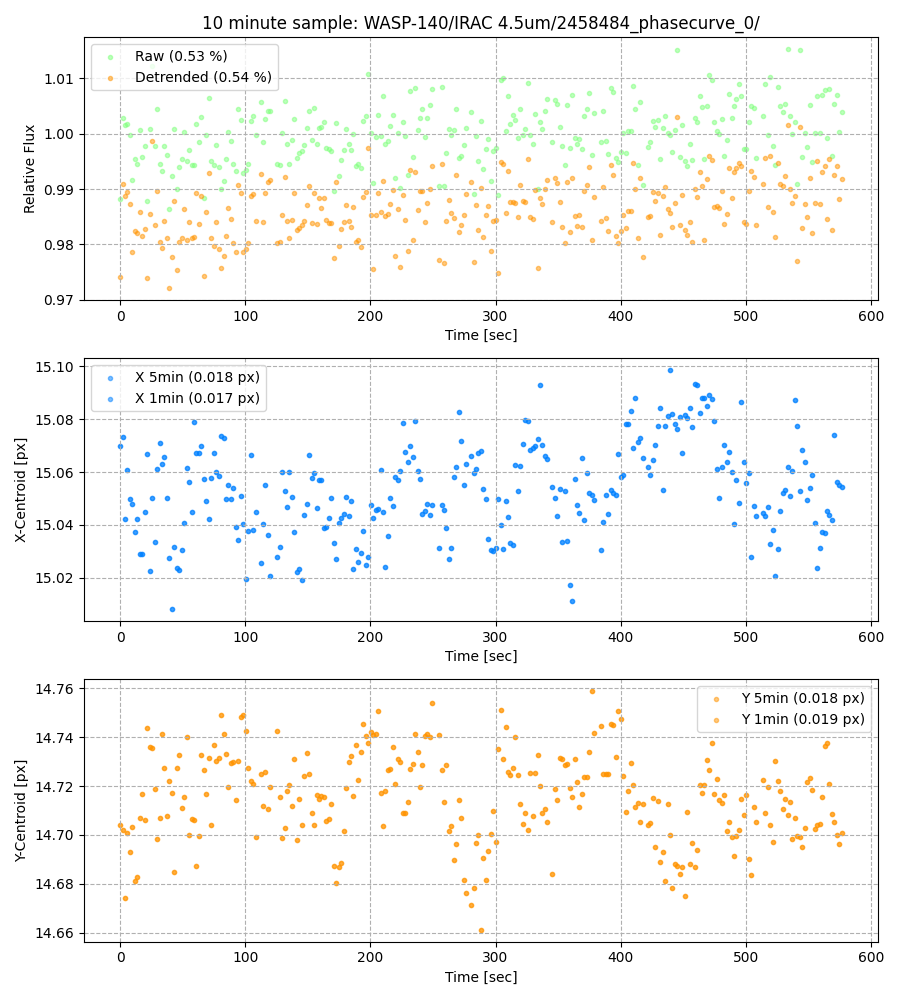 10 minute sample: WASP-140/IRAC 4.5um/2458484_phasecurve_0/
Raw (0.53 %)
Detrended (0.54 %)
Relative Flux
1.01
1.00
0.99
0.98
0.97
0 100 200 300 400 500 600
Time [sec]
X 5min (0.018 px)
X 1min (0.017 px)
X-Centroid [px]
15.10
15.08
15.06
15.04
15.02
0 100 200 300 400 500 600
Time [sec]
Y 5min (0.018 px)
Y 1min (0.019 px)
Y-Centroid [px]
14.76
14.74
14.72
14.70
14.68
14.66
0 100 200 300 400 500 600
Time [sec]